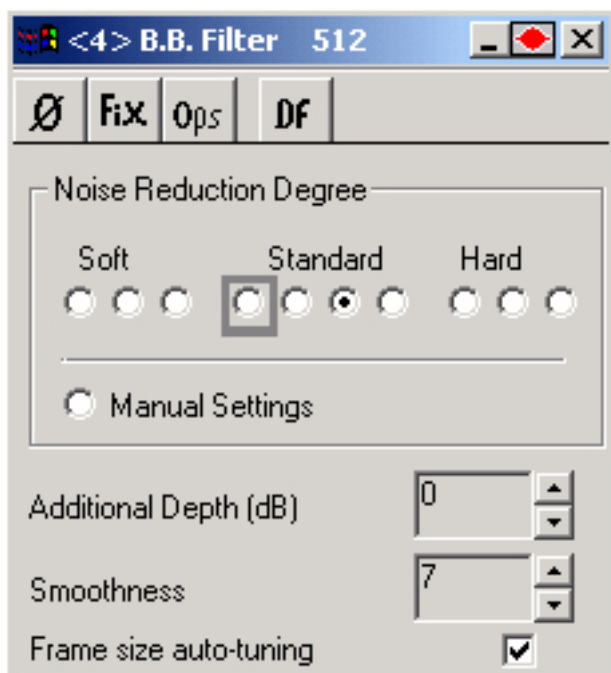 <4> B.B. Filter 512
Ø Fix Ops DF
Noise Reduction Degree
Soft Standard Hard
Manual Settings
Additional Depth (dB) 0
Smoothness 7
Frame size auto-tuning